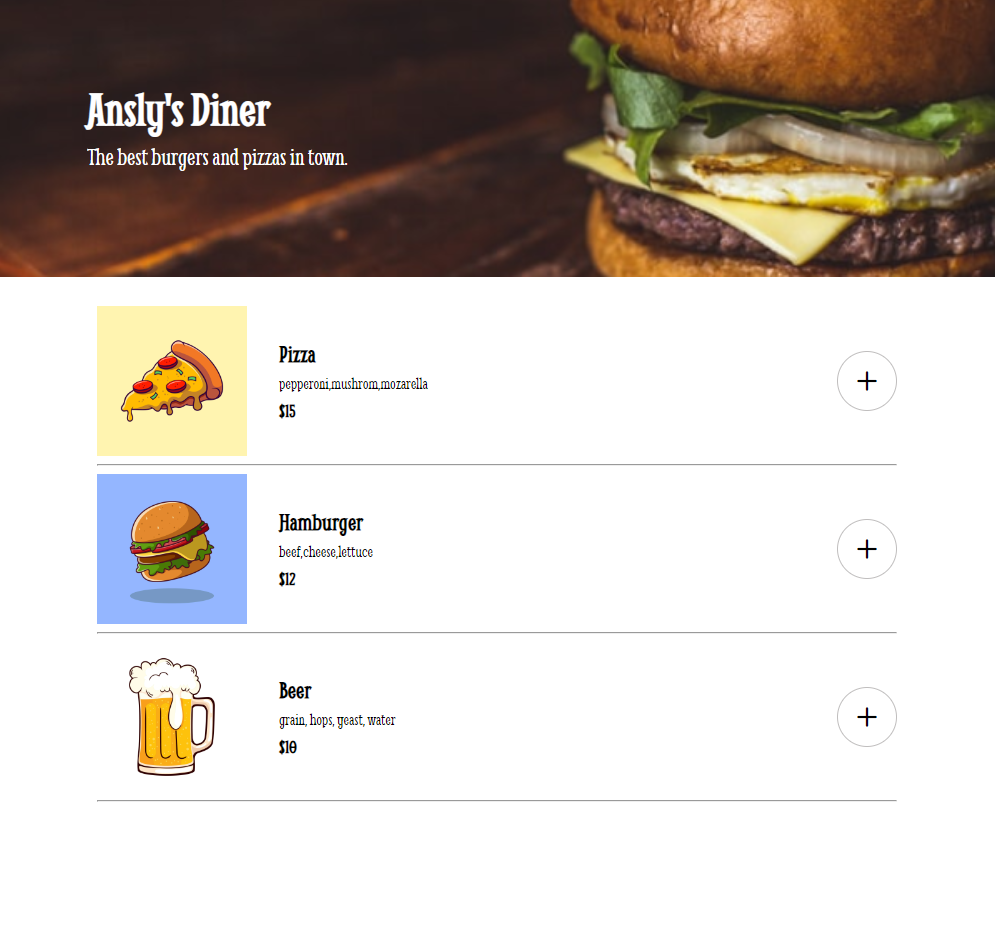 Ansly's Diner
The best burgers and pizzas in town.
Pizza
pepperoni,mushrom,mozarella
$15
Hamburger
beef,cheese,lettuce
$12
Beer
grain, hops, yeast, water
$10